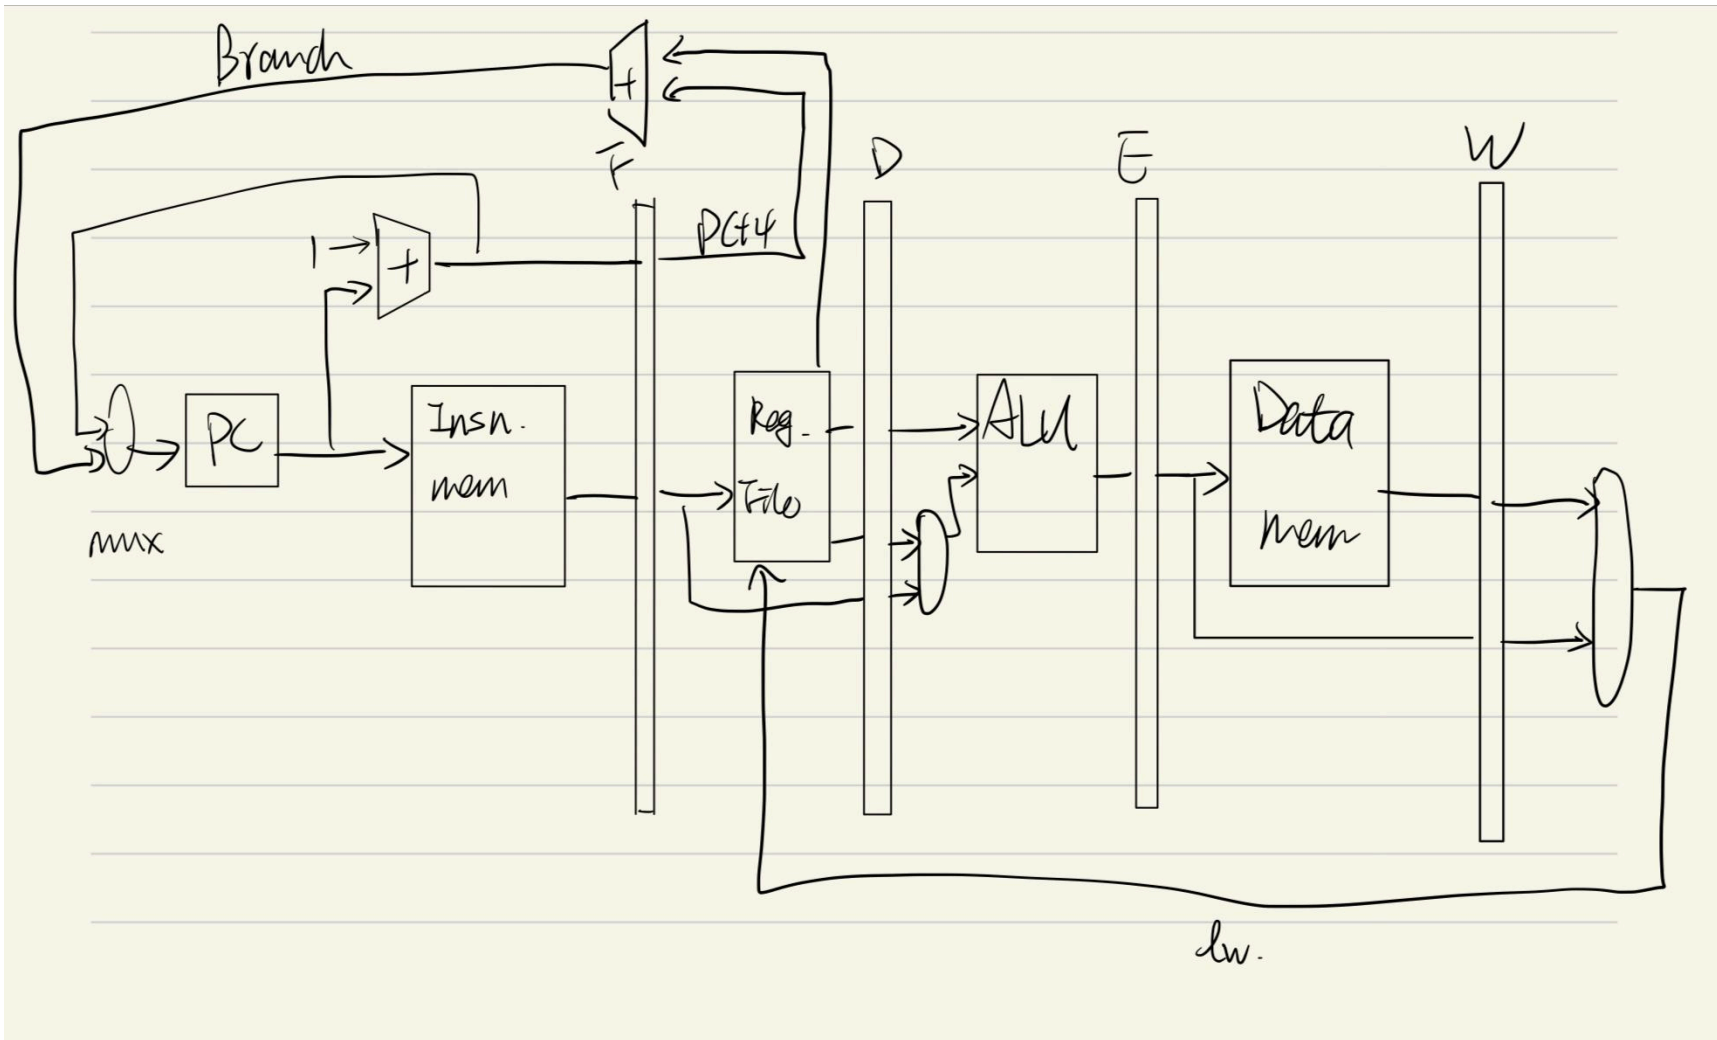 Branch
+
F
D
E
W
PC+4
1
+
PC
Insn.
mem
Reg.
File
ALU
Data
mem
mux
lw.